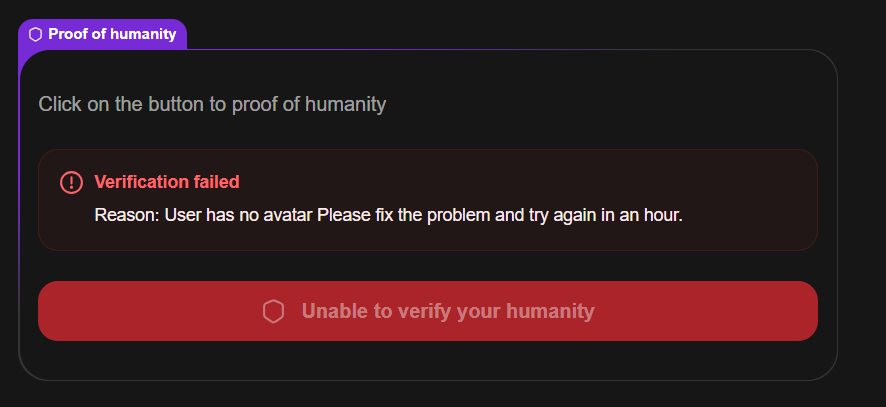 Proof of humanity
Click on the button to proof of humanity
Verification failed
Reason: User has no avatar Please fix the problem and try again in an hour.
Unable to verify your humanity